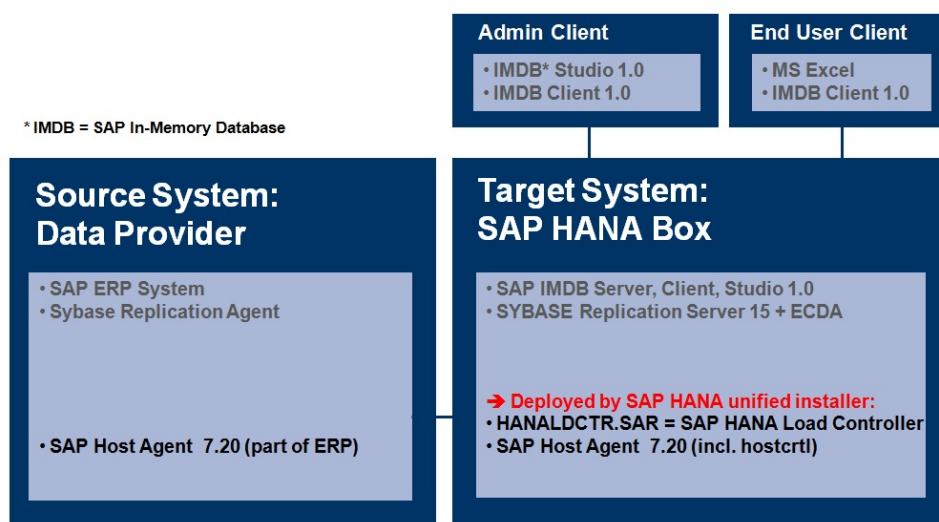 Admin Client
• IMDB* Studio 1.0
• IMDB Client 1.0
End User Client
• MS Excel
• IMDB Client 1.0
* IMDB = SAP In-Memory Database
Source System:
Data Provider
• SAP ERP System
• Sybase Replication Agent
• SAP Host Agent 7.20 (part of ERP)
Target System:
SAP HANA Box
• SAP IMDB Server, Client, Studio 1.0
• SYBASE Replication Server 15 + ECDA
➔ Deployed by SAP HANA unified installer:
• HANALDCTR.SAR = SAP HANA Load Controller
• SAP Host Agent 7.20 (incl. hostcrtl)